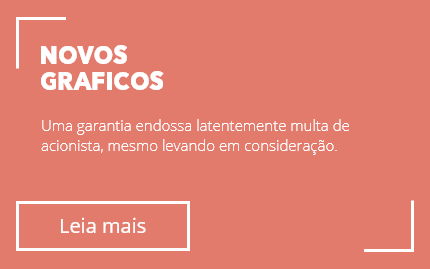 NOVOS
GRAFICOS
Uma garantia endossa latentemente multa de
acionista, mesmo levando em consideração.
Leia mais